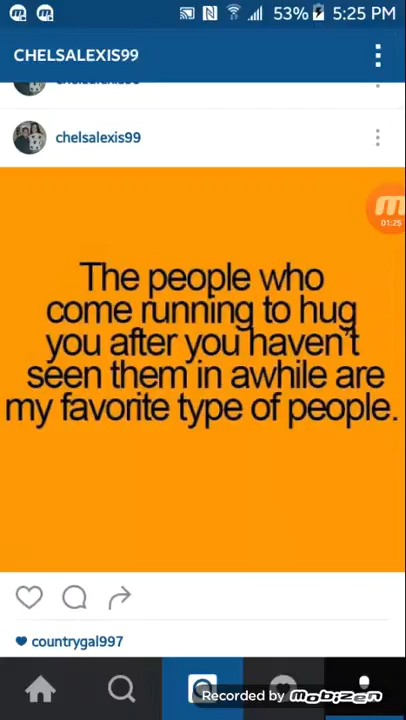 53% 5:25 PM
CHELSALEXIS99
chelsalexis99
chelsalexis99
01:25
The people who
come running to hug
you after you haven't
seen them in awhile are
my favorite type of people.
countrygal997
Recorded by Mobizen